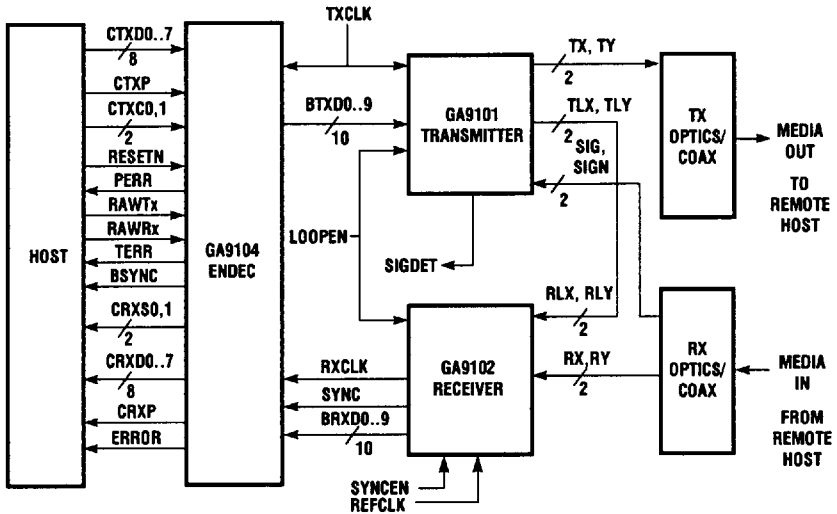 TXCLK
CTXD0..7
8
CTXP
CTXC0,1
2
RESETN
PERR
RAWTx
RAWRx
TERR
BSYNC
CRXS0,1
2
CRXD0..7
8
CRXP
ERROR
HOST
GA9104
ENDEC
BTXD0..9
10
LOOPEN
SIGDET
RXCLK
SYNC
BRXD0..9
10
SYNCEN
REFCLK
GA9101
TRANSMITTER
GA9102
RECEIVER
TX, TY
2
TLX, TLY
2
SIG,
SIGN
2
RLX, RLY
2
RX,RY
2
TX
OPTICS/
COAX
RX
OPTICS/
COAX
MEDIA
OUT
TO
REMOTE
HOST
MEDIA
IN
FROM
REMOTE
HOST